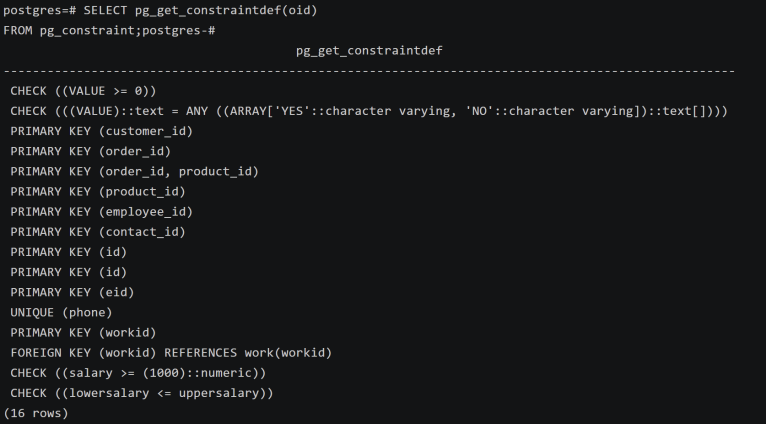 postgres=# SELECT pg_get_constraintdef(oid)
FROM pg_constraint;postgres-#
pg_get_constraintdef
----------------------------------------------------------------------------------------------------
CHECK ((VALUE >= 0))
CHECK (((VALUE)::text = ANY ((ARRAY['YES'::character varying, 'NO'::character varying])::text[])))
PRIMARY KEY (customer_id)
PRIMARY KEY (order_id)
PRIMARY KEY (order_id, product_id)
PRIMARY KEY (product_id)
PRIMARY KEY (employee_id)
PRIMARY KEY (contact_id)
PRIMARY KEY (id)
PRIMARY KEY (id)
PRIMARY KEY (eid)
UNIQUE (phone)
PRIMARY KEY (workid)
FOREIGN KEY (workid) REFERENCES work(workid)
CHECK ((salary >= (1000)::numeric))
CHECK ((lowersalary <= uppersalary))
(16 rows)